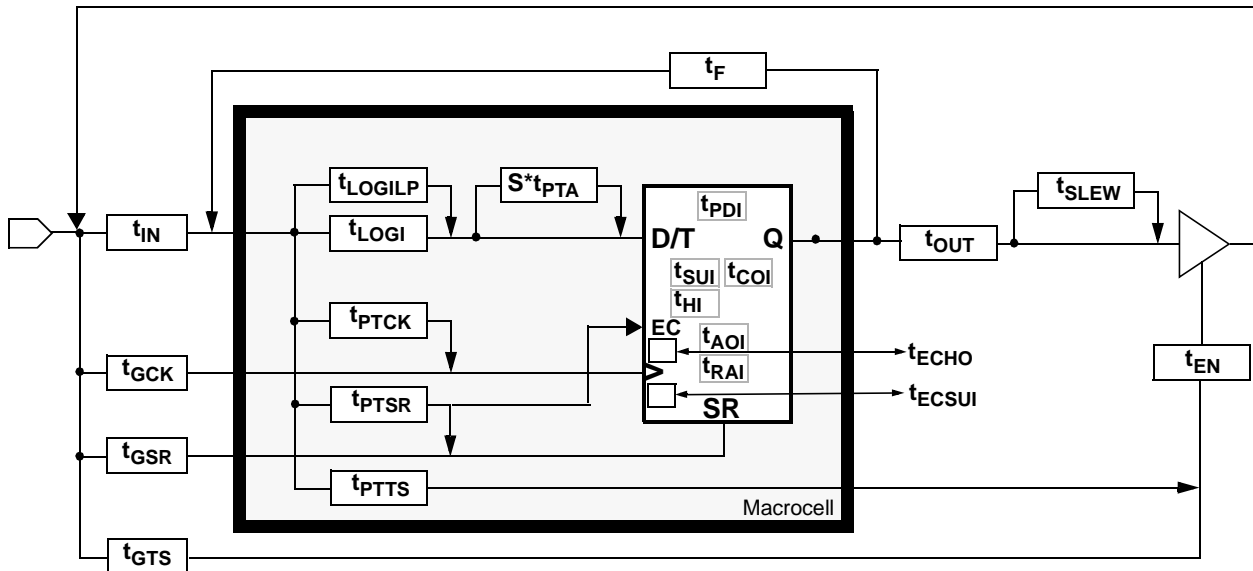 tF
tLOGILP
S*tPTA
tSLEW
tPDI
tIN
tLOGI
D/T
Q
tOUT
tSUI
tCOI
tHI
tPTCK
EC
tAOI
tECHO
tEN
tGCK
tRAI
tPTSR
tECSUI
SR
tGSR
tPTTS
Macrocell
tGTS